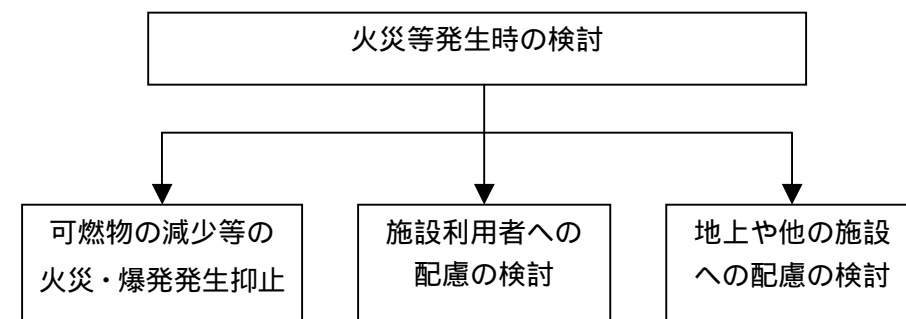 火災等発生時の検討
可燃物の減少等の
火災・爆発発生抑止
施設利用者への
配慮の検討
地上や他の施設
への配慮の検討